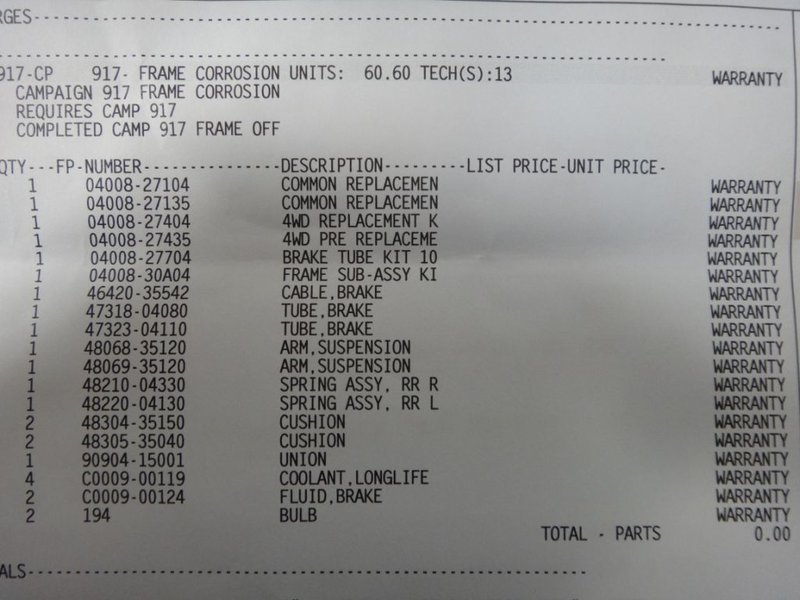 RGES------------------------------------------------------------
917-CP 917- FRAME CORROSION UNITS: 60.60 TECH(S):13 WARRANTY
CAMPAIGN 917 FRAME CORROSION
REQUIRES CAMP 917
COMPLETED CAMP 917 FRAME OFF
QTY---FP-NUMBER---------------DESCRIPTION---------LIST PRICE-UNIT PRICE-
1 04008-27104 COMMON REPLACEMEN WARRANTY
1 04008-27135 COMMON REPLACEMEN WARRANTY
1 04008-27404 4WD REPLACEMENT K WARRANTY
1 04008-27435 4WD PRE REPLACEME WARRANTY
1 04008-27704 BRAKE TUBE KIT 10 WARRANTY
1 04008-30A04 FRAME SUB-ASSY KI WARRANTY
1 46420-35542 CABLE,BRAKE WARRANTY
1 47318-04080 TUBE,BRAKE WARRANTY
1 47323-04110 TUBE,BRAKE WARRANTY
1 48068-35120 ARM,SUSPENSION WARRANTY
1 48069-35120 ARM,SUSPENSION WARRANTY
1 48210-04330 SPRING ASSY, RR R WARRANTY
1 48220-04130 SPRING ASSY, RR L WARRANTY
2 48304-35150 CUSHION WARRANTY
2 48305-35040 CUSHION WARRANTY
1 90904-15001 UNION WARRANTY
4 C0009-00119 COOLANT,LONGLIFE WARRANTY
2 C0009-00124 FLUID,BRAKE WARRANTY
2 194 BULB WARRANTY
TOTAL - PARTS 0.00
ALS------------------------------------------------------------